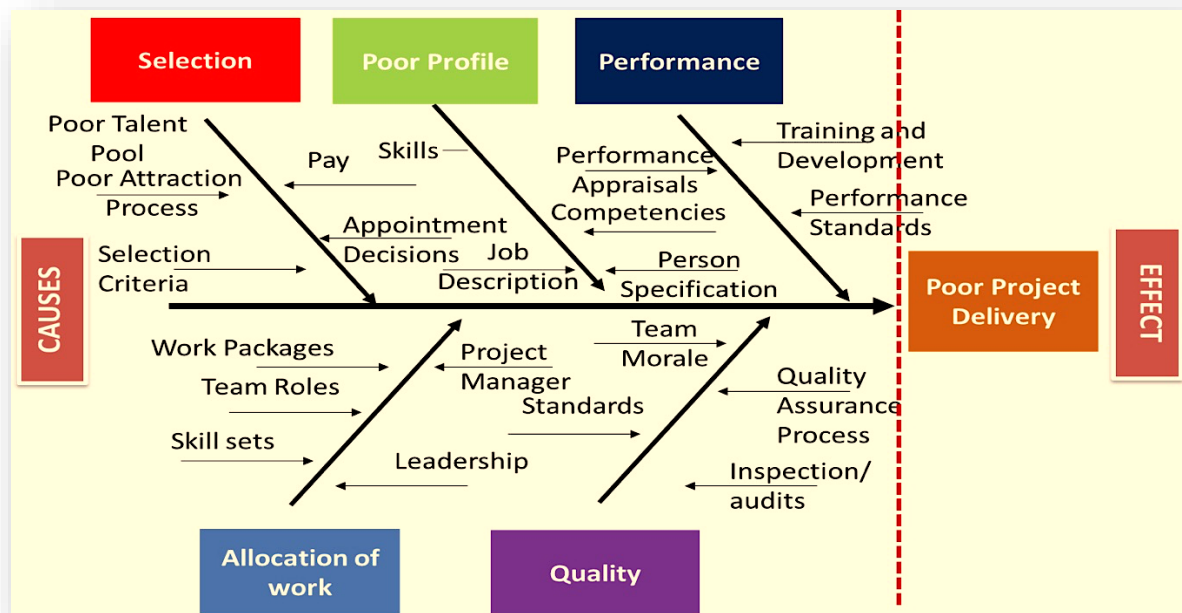 Selection
Poor Profile
Performance
Poor Talent
Pool
Poor Attraction
Process
Selection
Criteria
Pay
Appointment
Decisions
Skills
Job
Description
Performance
Appraisals
Competencies
Person
Specification
Training and
Development
Performance
Standards
CAUSES
Poor Project
Delivery
EFFECT
Work Packages
Team Roles
Skill sets
Project
Manager
Leadership
Team
Morale
Standards
Quality
Assurance
Process
Inspection/
audits
Allocation of
work
Quality